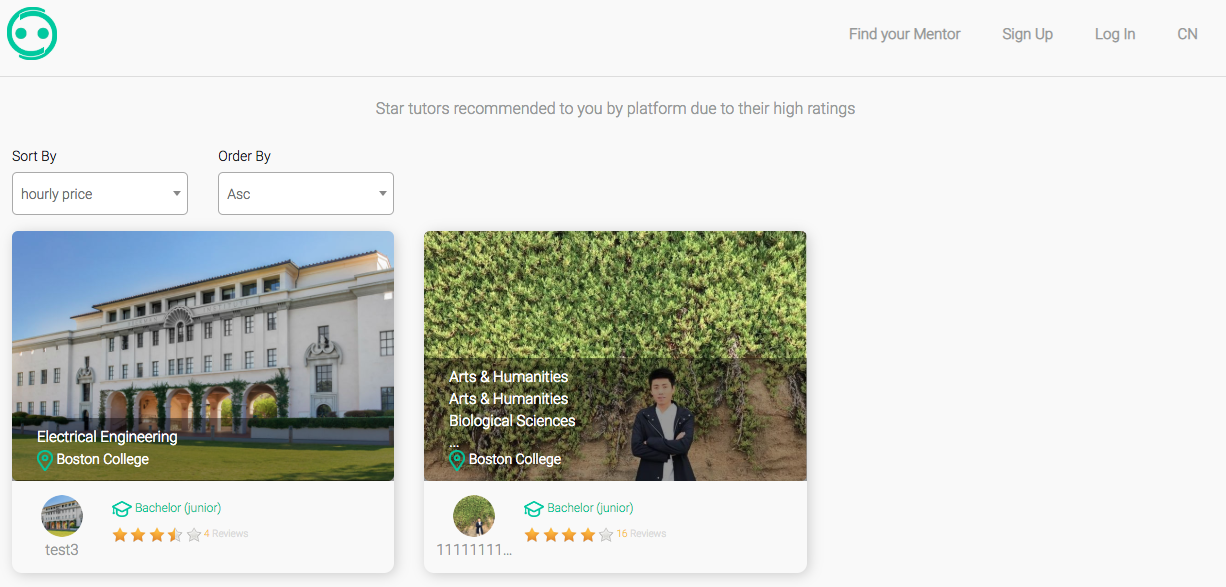 Find your Mentor
Sign Up
Log In
CN
Star tutors recommended to you by platform due to their high ratings
Sort By
Order By
hourly price
Asc
Electrical Engineering
Boston College
Bachelor (junior)
4 Reviews
test3
Arts & Humanities
Arts & Humanities
Biological Sciences
...
Boston College
Bachelor (junior)
16 Reviews
11111111...